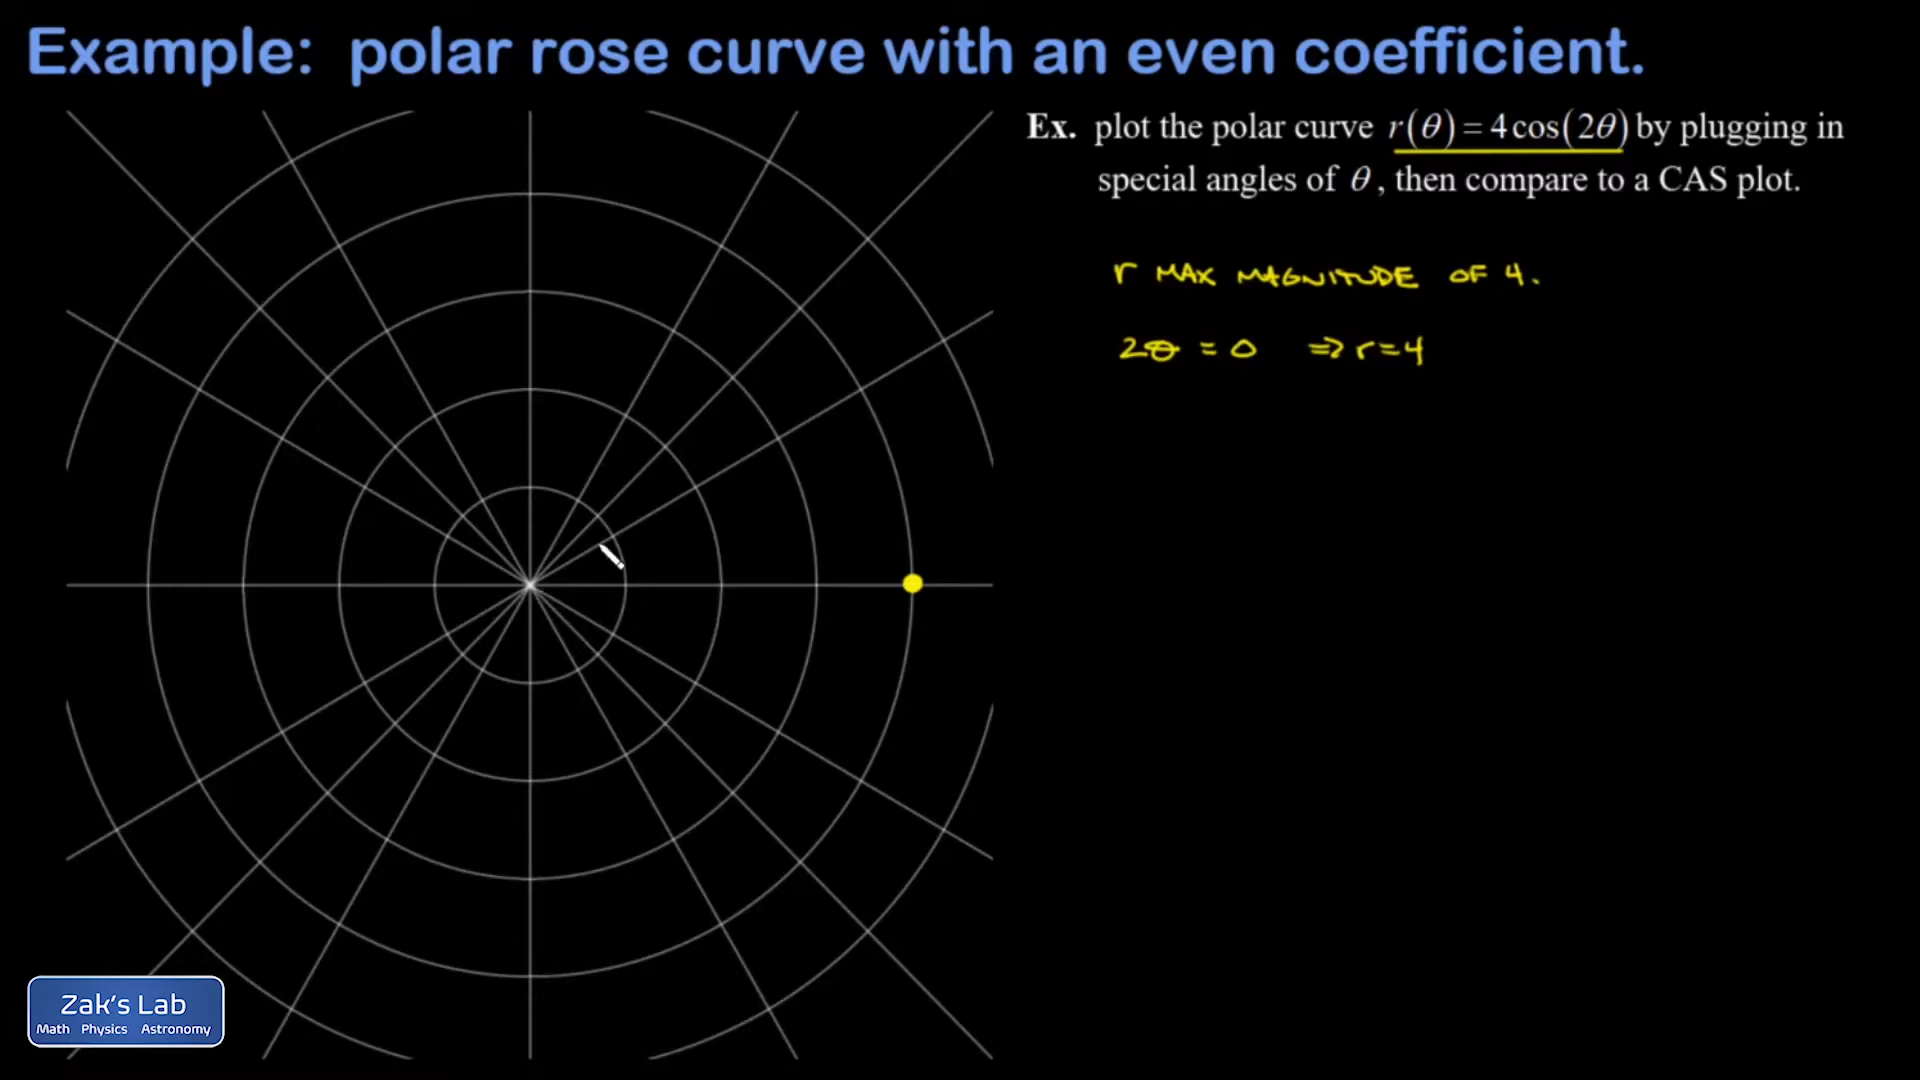 Example: polar rose curve with an even coefficient.
Ex. plot the polar curve r(θ) = 4cos(2θ) by plugging in
special angles of θ, then compare to a CAS plot.
r MAX MAGNITUDE OF 4.
2θ = 0 ⇒ r=4
Zak's Lab
Math Physics Astronomy